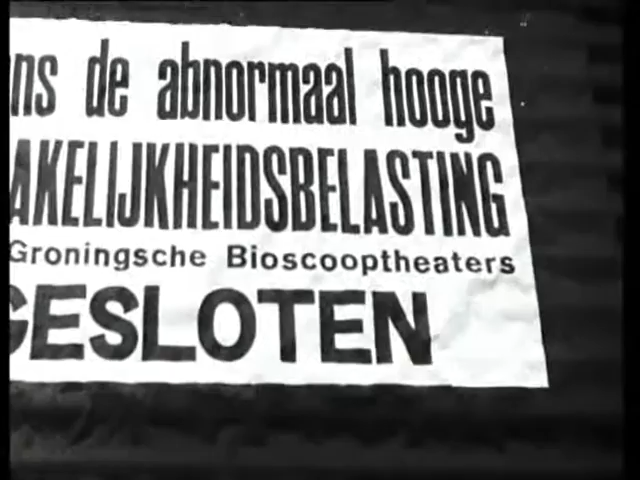 ns de abnormaal hooge
AKELIJKHEIDSBELASTING
Groningsche Bioscooptheaters
GESLOTEN